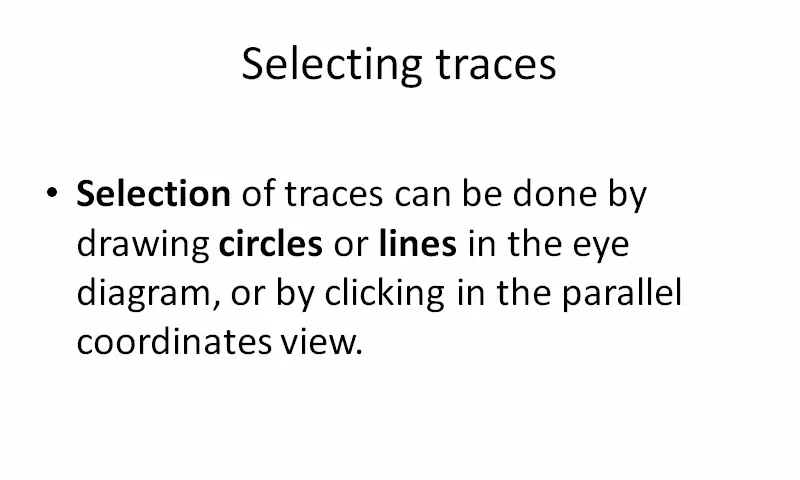 Selecting traces
• Selection of traces can be done by
drawing circles or lines in the eye
diagram, or by clicking in the parallel
coordinates view.